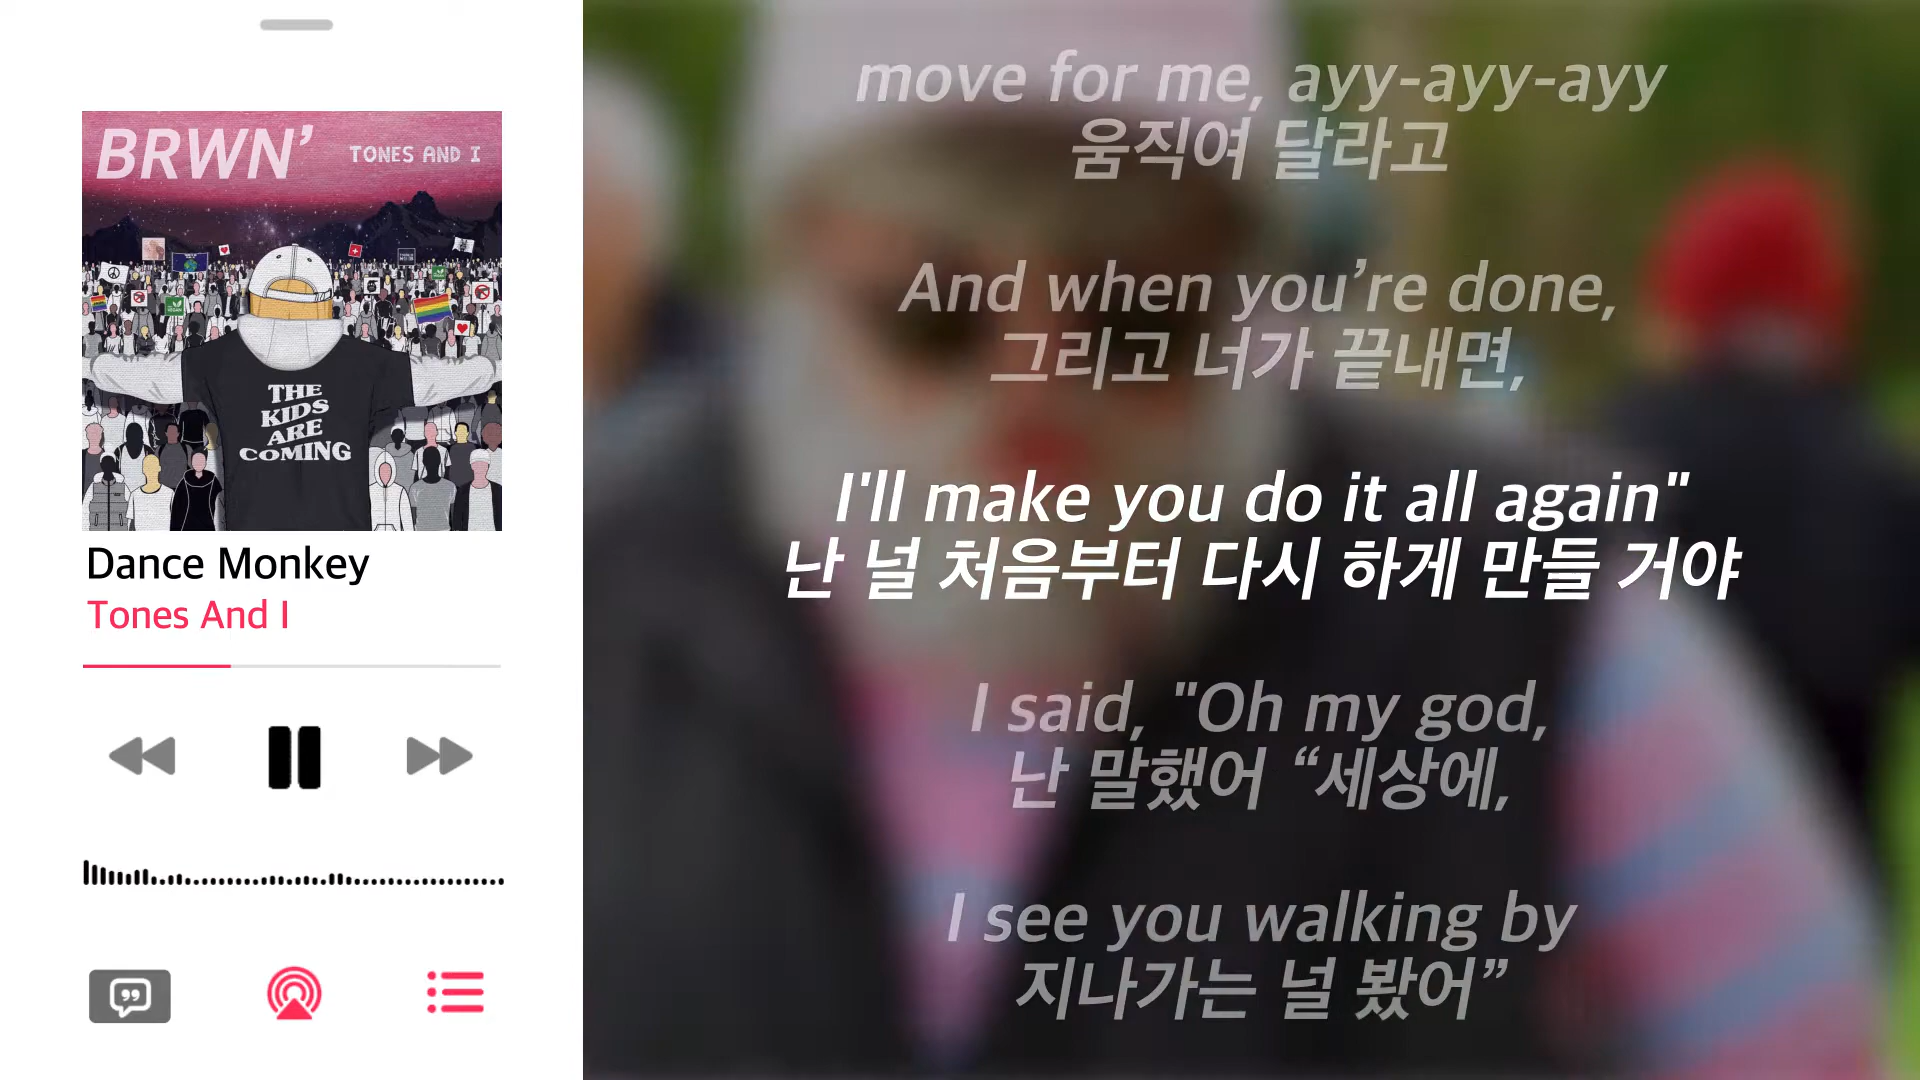 BRWN’
TONES AND I
THE
KIDS
ARE
COMING
Dance Monkey
Tones And I
move for me, ayy-ayy-ayy
움직여 달라고
And when you’re done,
그리고 너가 끝내면,
I'll make you do it all again"
난 널 처음부터 다시 하게 만들 거야
I said, "Oh my god,
난 말했어 “세상에,
I see you walking by
지나가는 널 봤어”